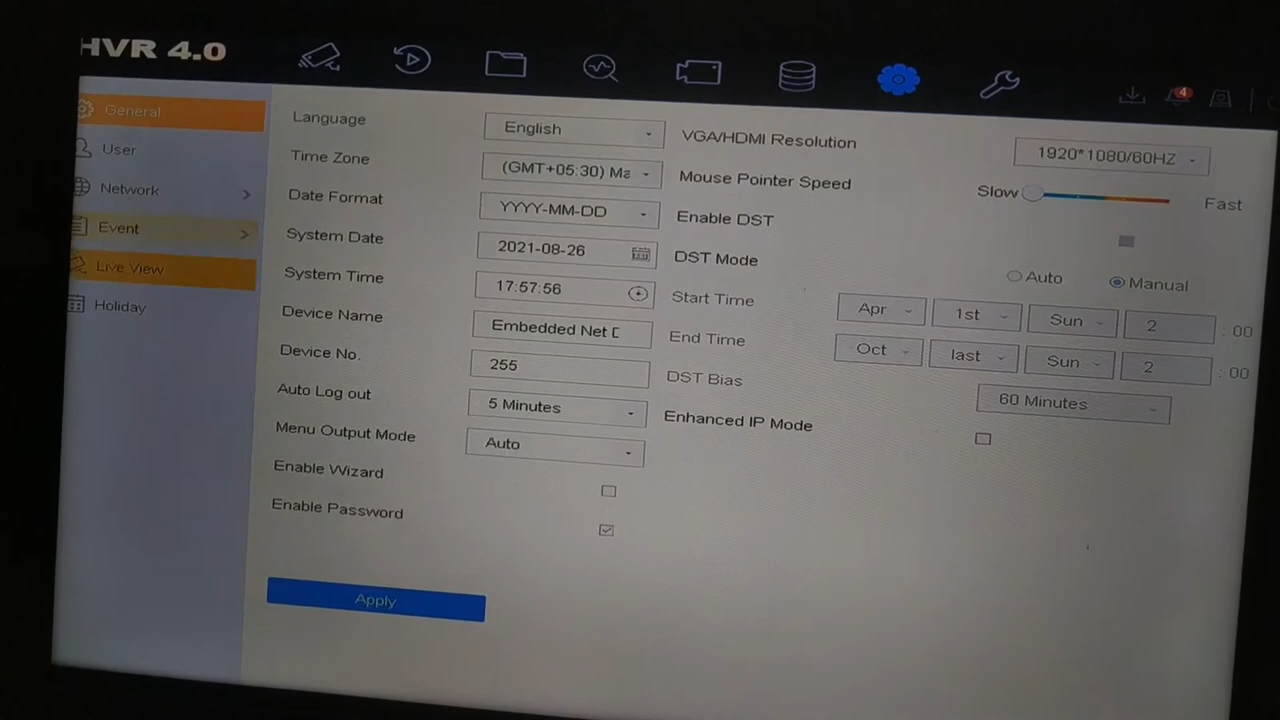 HVR 4.0
4
General
User
Network
Event
Live View
Holiday
Language English
Time Zone (GMT+05:30) Ma
Date Format YYYY-MM-DD
System Date 2021-08-26
System Time 17:57:56
Device Name Embedded Net D
Device No. 255
Auto Log out 5 Minutes
Menu Output Mode Auto
Enable Wizard
Enable Password
Apply
VGA/HDMI Resolution 1920*1080/60HZ
Mouse Pointer Speed Slow Fast
Enable DST
DST Mode Auto Manual
Start Time Apr 1st Sun 2 : 00
End Time Oct last Sun 2 : 00
DST Bias 60 Minutes
Enhanced IP Mode